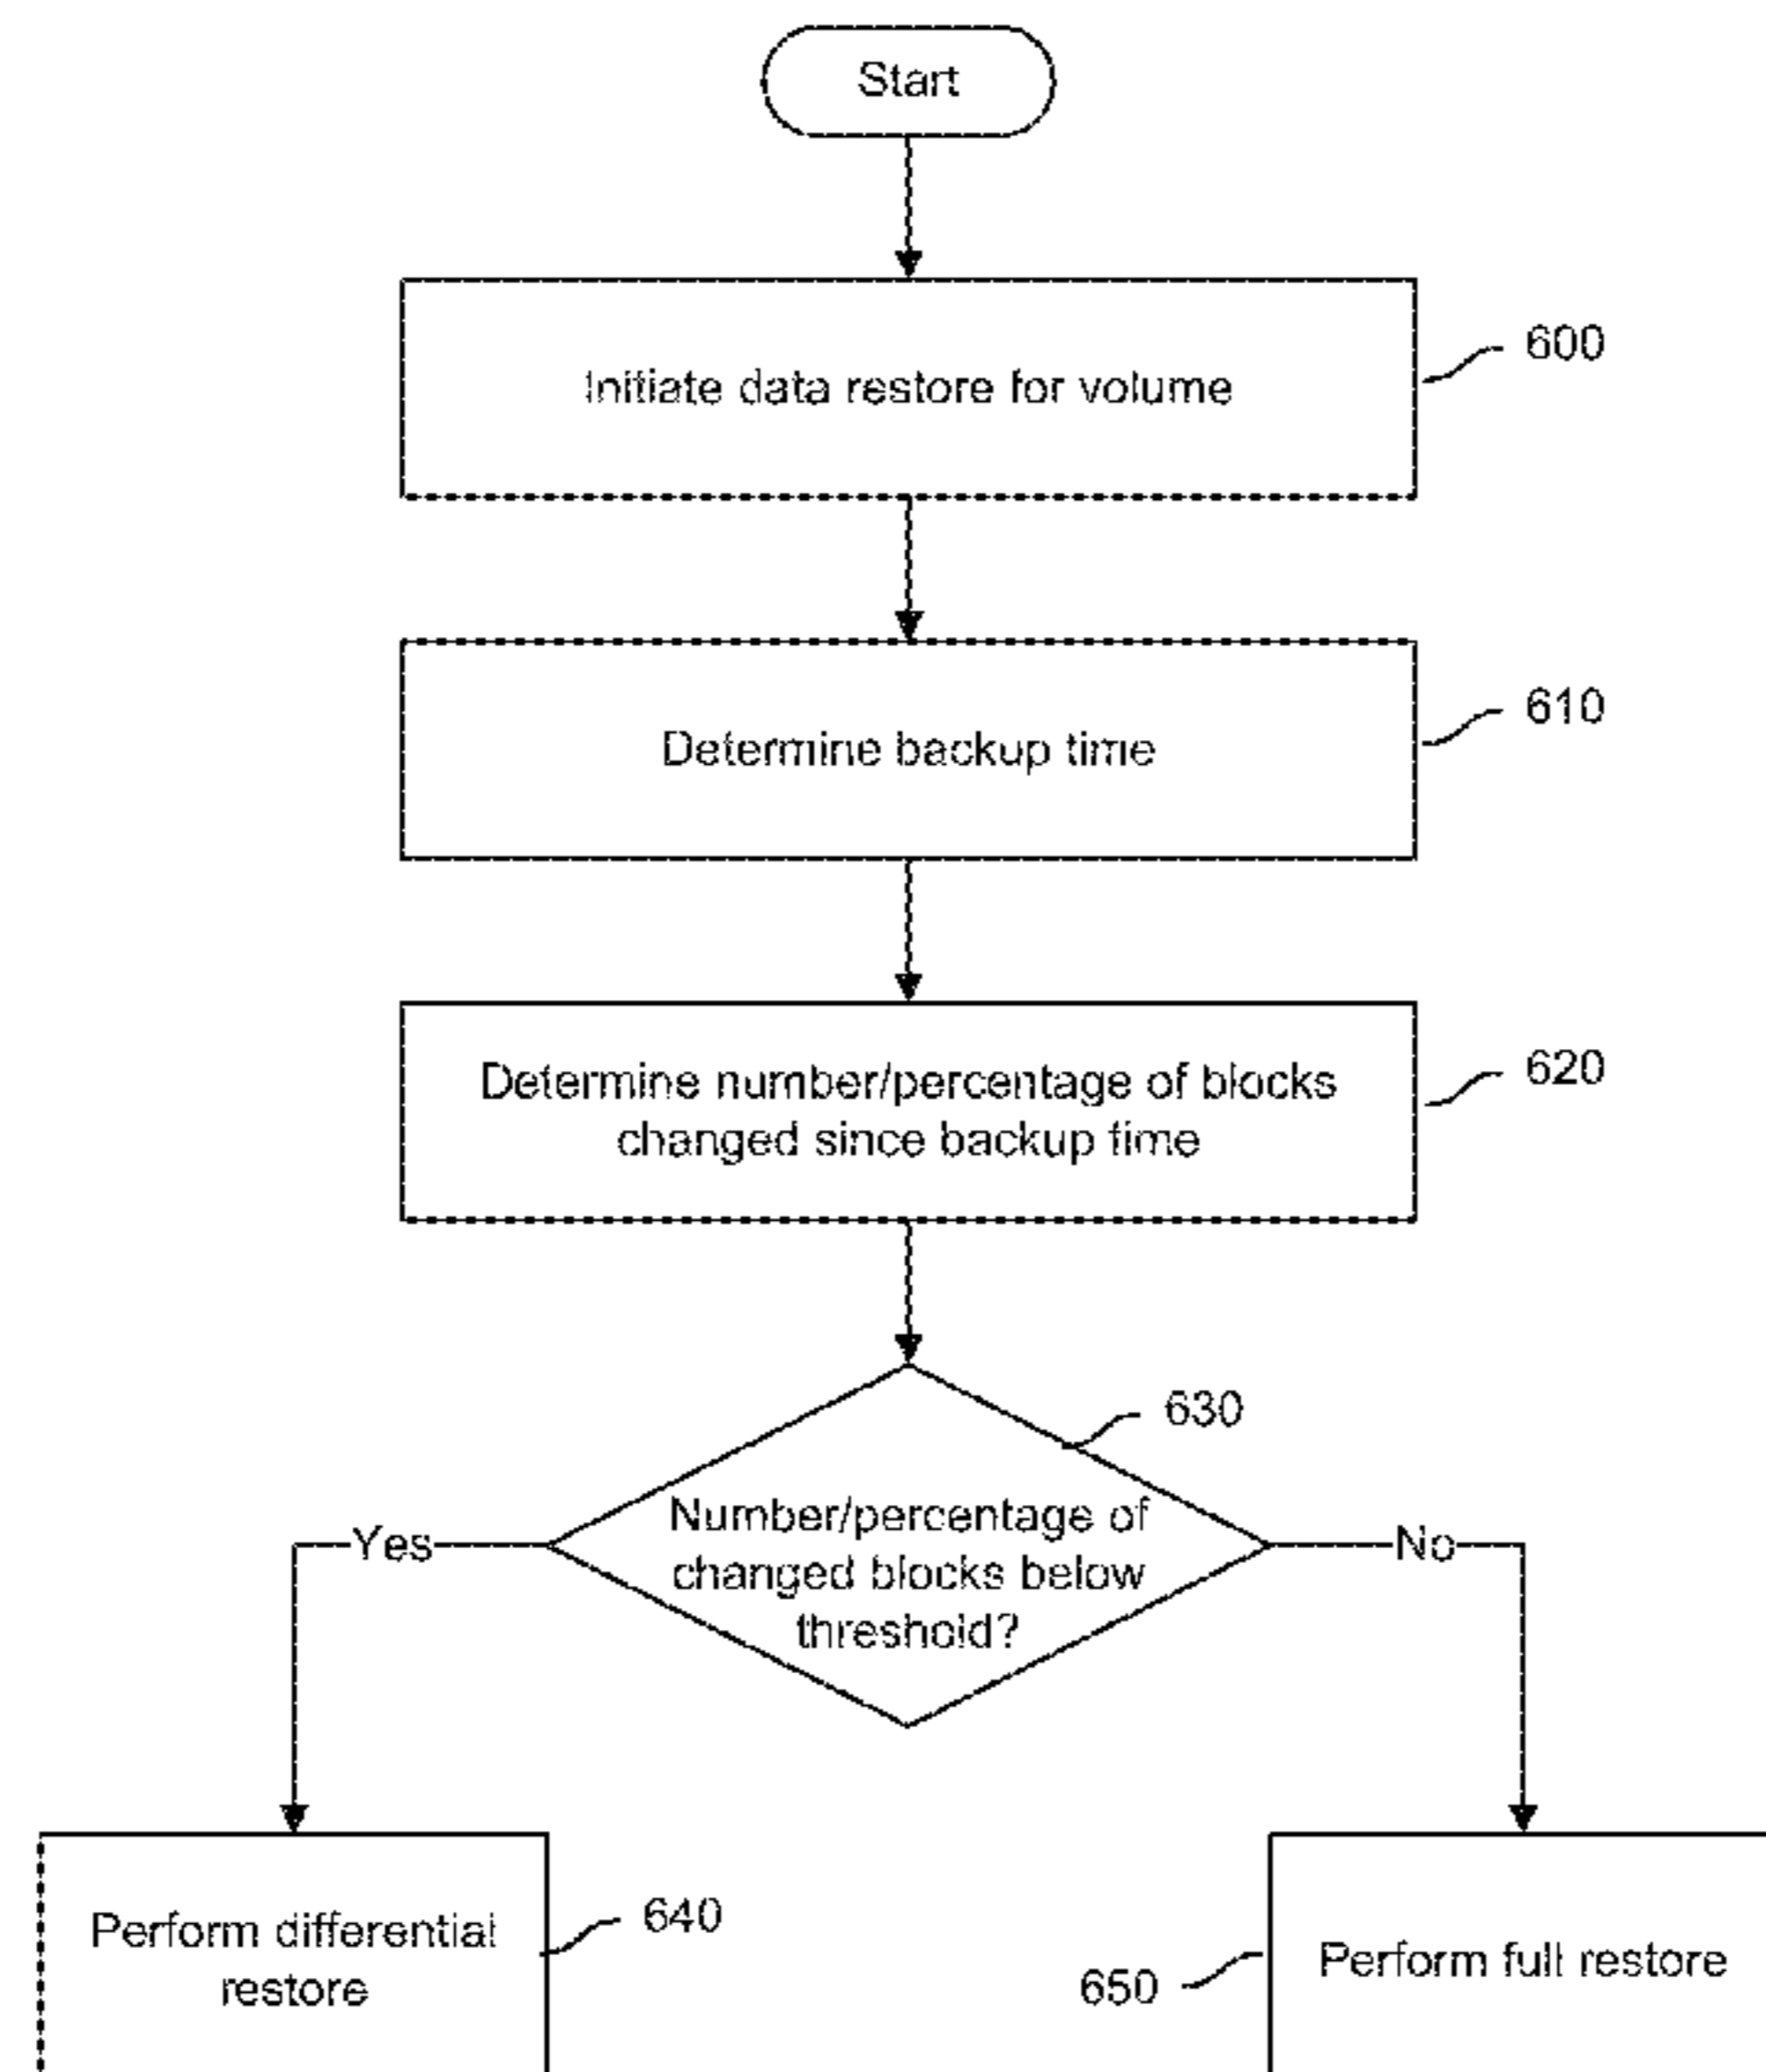 Start
Initiate data restore for volume
600
Determine backup time
610
Determine number/percentage of blocks
changed since backup time
620
630
Number/percentage of
changed blocks below
threshold?
Yes
No
Perform differential
restore
640
650
Perform full restore